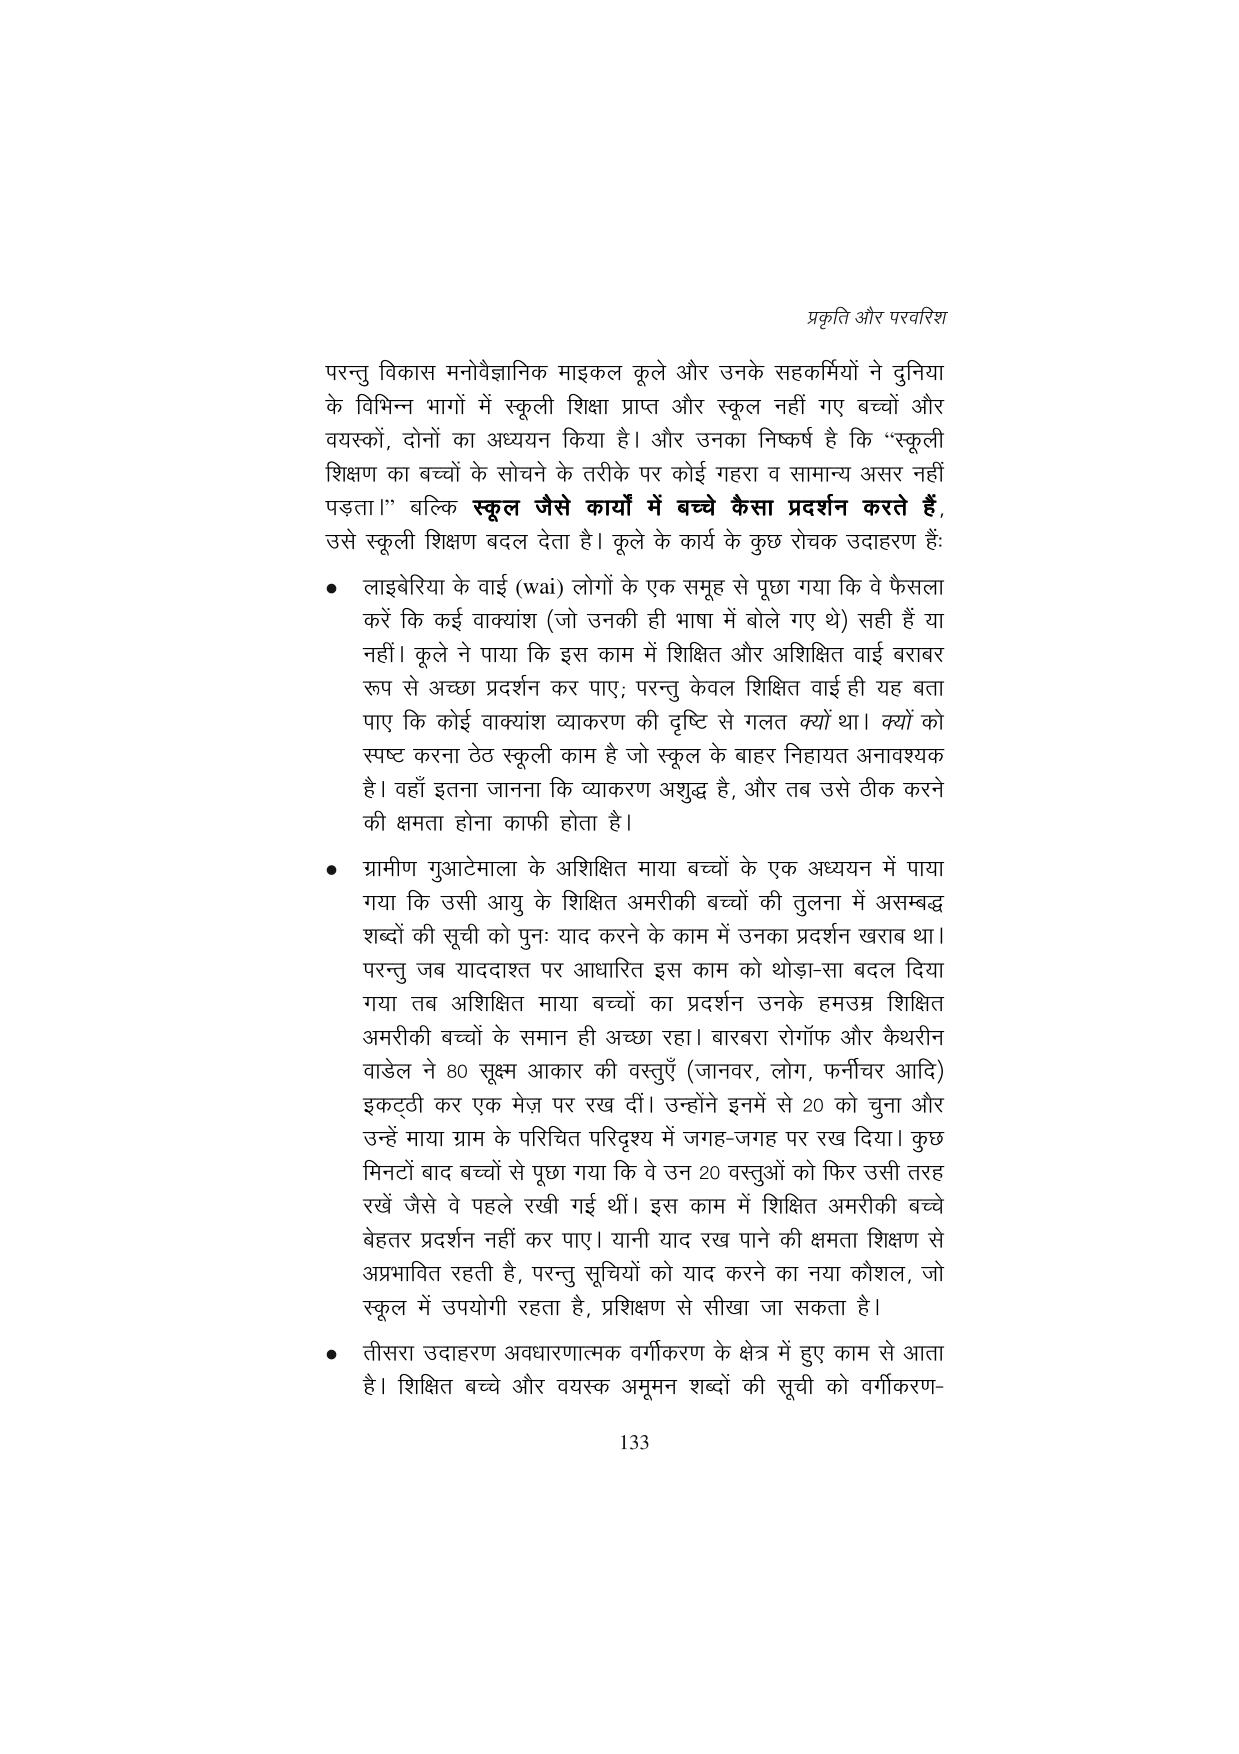 प्रकृति और परवरिश
परन्तु विकास मनोवैज्ञानिक माइकल कूले और उनके सहकर्मियों ने दुनिया
के विभिन्न भागों में स्कूली शिक्षा प्राप्त और स्कूल नहीं गए बच्चों और
वयस्कों, दोनों का अध्ययन किया है। और उनका निष्कर्ष है कि “स्कूली
शिक्षण का बच्चों के सोचने के तरीके पर कोई गहरा व सामान्य असर नहीं
पड़ता।” बल्कि स्कूल जैसे कार्यों में बच्चे कैसा प्रदर्शन करते हैं,
उसे स्कूली शिक्षण बदल देता है। कूले के कार्य के कुछ रोचक उदाहरण हैंः
● लाइबेरिया के वाई (wai) लोगों के एक समूह से पूछा गया कि वे फैसला
करें कि कई वाक्यांश (जो उनकी ही भाषा में बोले गए थे) सही हैं या
नहीं। कूले ने पाया कि इस काम में शिक्षित और अशिक्षित वाई बराबर
रूप से अच्छा प्रदर्शन कर पाए; परन्तु केवल शिक्षित वाई ही यह बता
पाए कि कोई वाक्यांश व्याकरण की दृष्टि से गलत क्यों था। क्यों को
स्पष्ट करना ठेठ स्कूली काम है जो स्कूल के बाहर निहायत अनावश्यक
है। वहाँ इतना जानना कि व्याकरण अशुद्ध है, और तब उसे ठीक करने
की क्षमता होना काफी होता है।
● ग्रामीण गुआटेमाला के अशिक्षित माया बच्चों के एक अध्ययन में पाया
गया कि उसी आयु के शिक्षित अमरीकी बच्चों की तुलना में असम्बद्ध
शब्दों की सूची को पुनः याद करने के काम में उनका प्रदर्शन खराब था।
परन्तु जब याददाश्त पर आधारित इस काम को थोड़ा-सा बदल दिया
गया तब अशिक्षित माया बच्चों का प्रदर्शन उनके हमउम्र शिक्षित
अमरीकी बच्चों के समान ही अच्छा रहा। बारबरा रोगॉफ और कैथरीन
वाडेल ने 80 सूक्ष्म आकार की वस्तुएँ (जानवर, लोग, फर्नीचर आदि)
इकट्ठी कर एक मेज़ पर रख दीं। उन्होंने इनमें से 20 को चुना और
उन्हें माया ग्राम के परिचित परिदृश्य में जगह-जगह पर रख दिया। कुछ
मिनटों बाद बच्चों से पूछा गया कि वे उन 20 वस्तुओं को फिर उसी तरह
रखें जैसे वे पहले रखी गई थीं। इस काम में शिक्षित अमरीकी बच्चे
बेहतर प्रदर्शन नहीं कर पाए। यानी याद रख पाने की क्षमता शिक्षण से
अप्रभावित रहती है, परन्तु सूचियों को याद करने का नया कौशल, जो
स्कूल में उपयोगी रहता है, प्रशिक्षण से सीखा जा सकता है।
● तीसरा उदाहरण अवधारणात्मक वर्गीकरण के क्षेत्र में हुए काम से आता
है। शिक्षित बच्चे और वयस्क अमूमन शब्दों की सूची को वर्गीकरण-
133